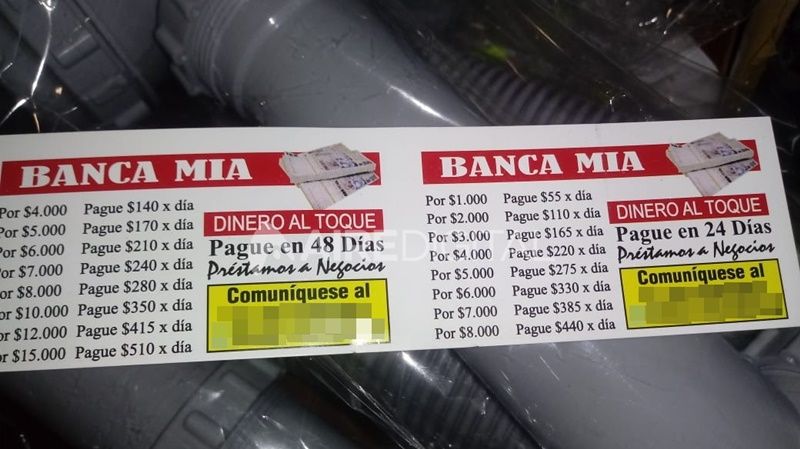 BANCA MIA
Por $4.000 Pague $140 x día
Por $5.000 Pague $170 x día
Por $6.000 Pague $210 x día
Por $7.000 Pague $240 x día
Por $8.000 Pague $280 x día
Por $10.000 Pague $350 x día
Por $12.000 Pague $415 x día
Por $15.000 Pague $510 x día
DINERO AL TOQUE
Pague en 48 Días
Préstamos a Negocios
Comuníquese al
BANCA MIA
Por $1.000 Pague $55 x día
Por $2.000 Pague $110 x día
Por $3.000 Pague $165 x día
Por $4.000 Pague $220 x día
Por $5.000 Pague $275 x día
Por $6.000 Pague $330 x día
Por $7.000 Pague $385 x día
Por $8.000 Pague $440 x día
DINERO AL TOQUE
Pague en 24 Días
Préstamos a Negocios
Comuníquese al
AIREDIGITAL